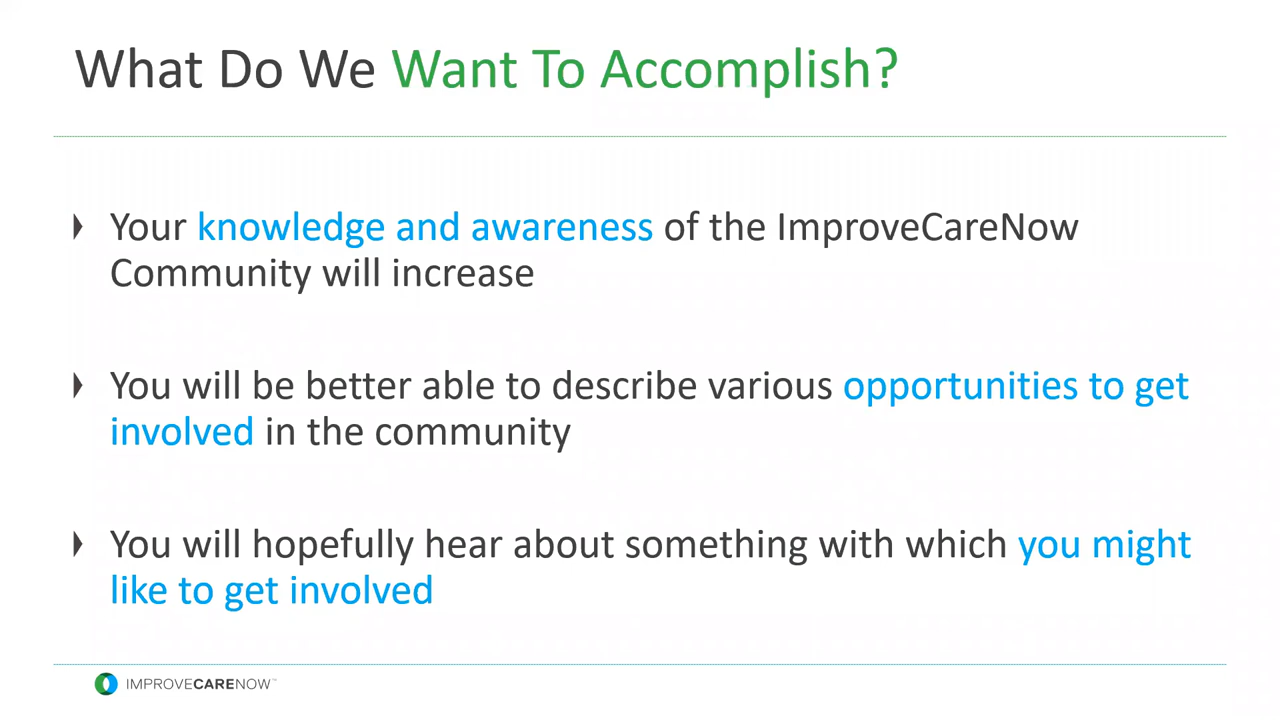 What Do We Want To Accomplish?
Your knowledge and awareness of the ImproveCareNow
Community will increase
You will be better able to describe various opportunities to get
involved in the community
You will hopefully hear about something with which you might
like to get involved
IMPROVECARENOW™